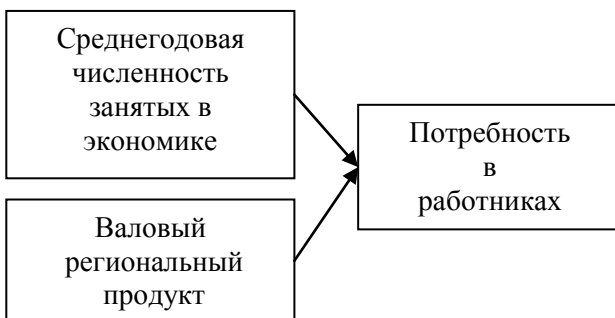 Среднегодовая
численность
занятых в
экономике
Потребность
в
работниках
Валовый
региональный
продукт